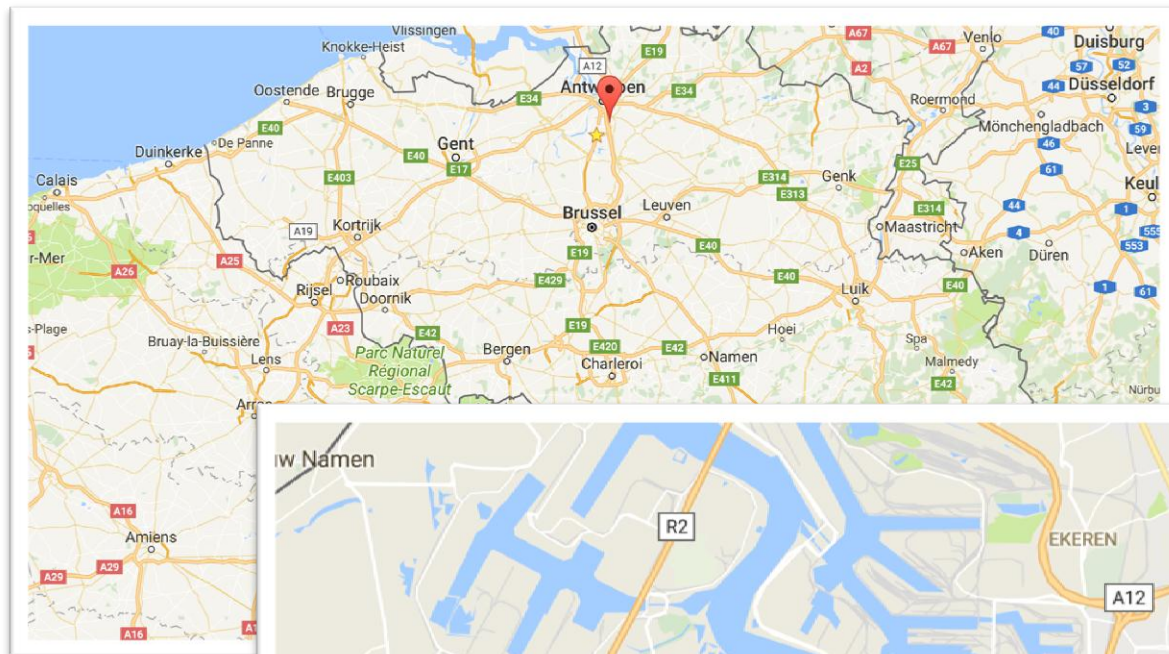 Vlissingen
Knokke-Heist
E19
A12
A67
A67
Venlo
40
Duisburg
57
52
A2
Oostende
Brugge
E34
E34
44
Düsseldorf
Roermond
3
E40
De Panne
Mönchengladbach
59
46
Duinkerke
Gent
E40
E17
E403
E25
Genk
E314
E313
61
Calais
Brussel
Leuven
E314
44
1
Kortrijk
A19
Maastricht
4
553
A26
A25
E19
E40
Aken
Düren
E429
E40
E40
1
61
Roubaix
Rijsel
Doornik
Luik
A23
E42
E19
Hoei
Spa
Bruay-la-Buissière
Lens
Bergen
E420
E42
Namen
Malmedy
Parc Naturel
Régional
Scarpe-Escaut
Charleroi
E411
E42
A16
Amiens
A29
A29
A16
R2
EKEREN
A12